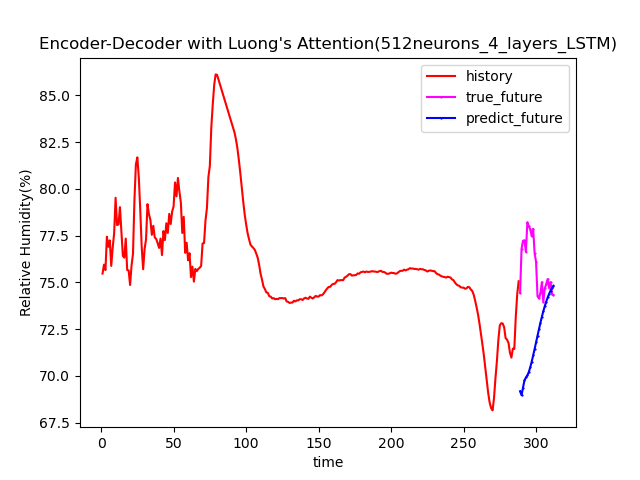 Encoder-Decoder with Luong's Attention(512neurons_4_layers_LSTM)
history
true_future
predict_future
85.0
82.5
80.0
77.5
75.0
72.5
70.0
67.5
Relative Humidity(%)
0 50 100 150 200 250 300
time